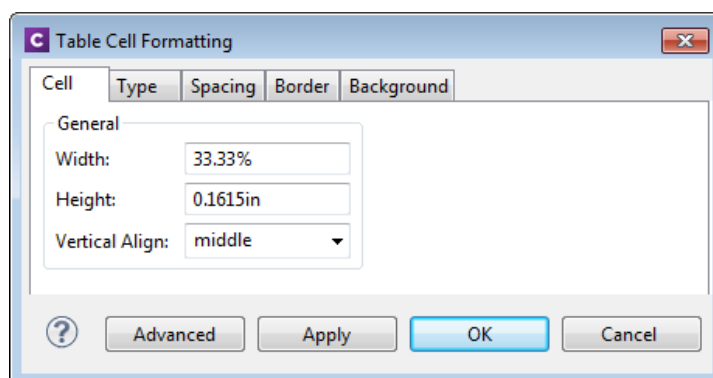 C Table Cell Formatting
Cell Type Spacing Border Background
General
Width: 33.33%
Height: 0.1615in
Vertical Align: middle
? Advanced Apply OK Cancel